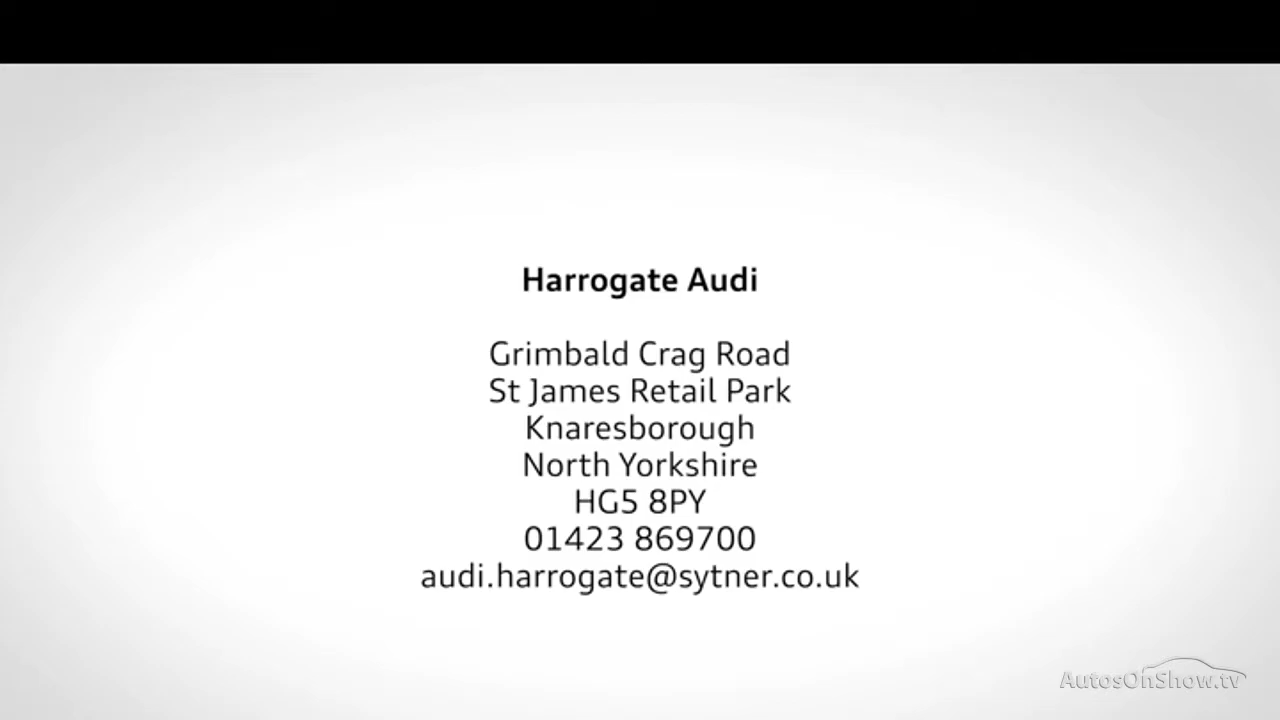 Harrogate Audi
Grimbald Crag Road
St James Retail Park
Knaresborough
North Yorkshire
HG5 8PY
01423 869700
audi.harrogate@sytner.co.uk
AutosOnShow.tv